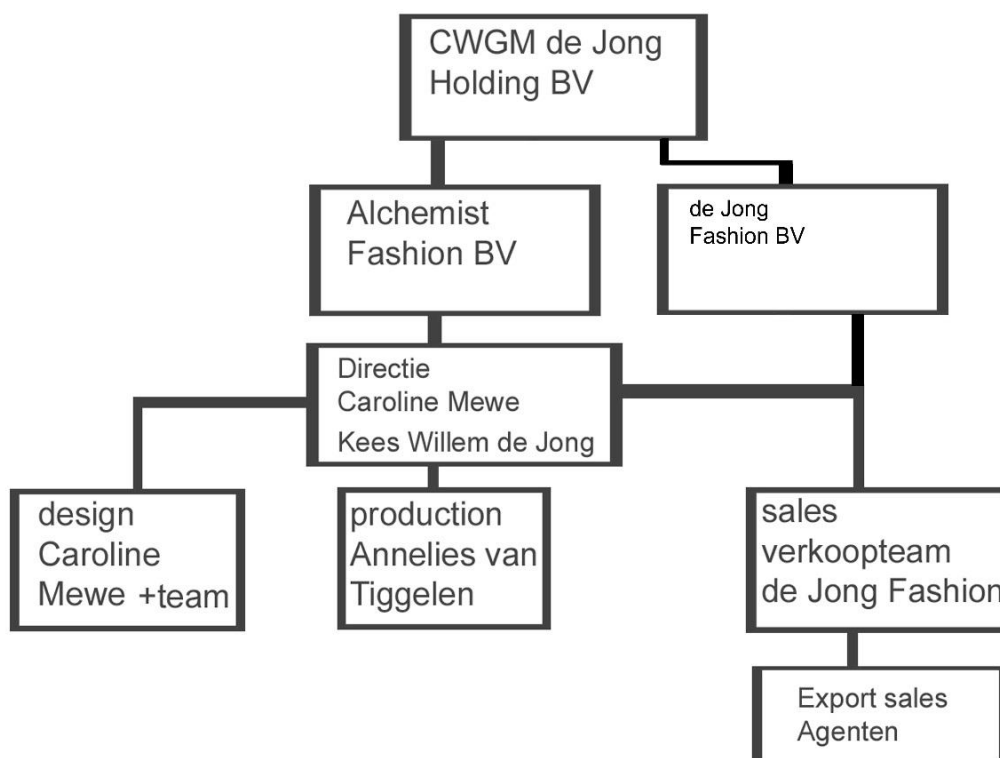 CWGM de Jong
Holding BV
Alchemist
Fashion BV
de Jong
Fashion BV
Directie
Caroline Mewe
Kees Willem de Jong
design
Caroline
Mewe +team
production
Annelies van
Tiggelen
sales
verkoopteam
de Jong Fashion
Export sales
Agenten